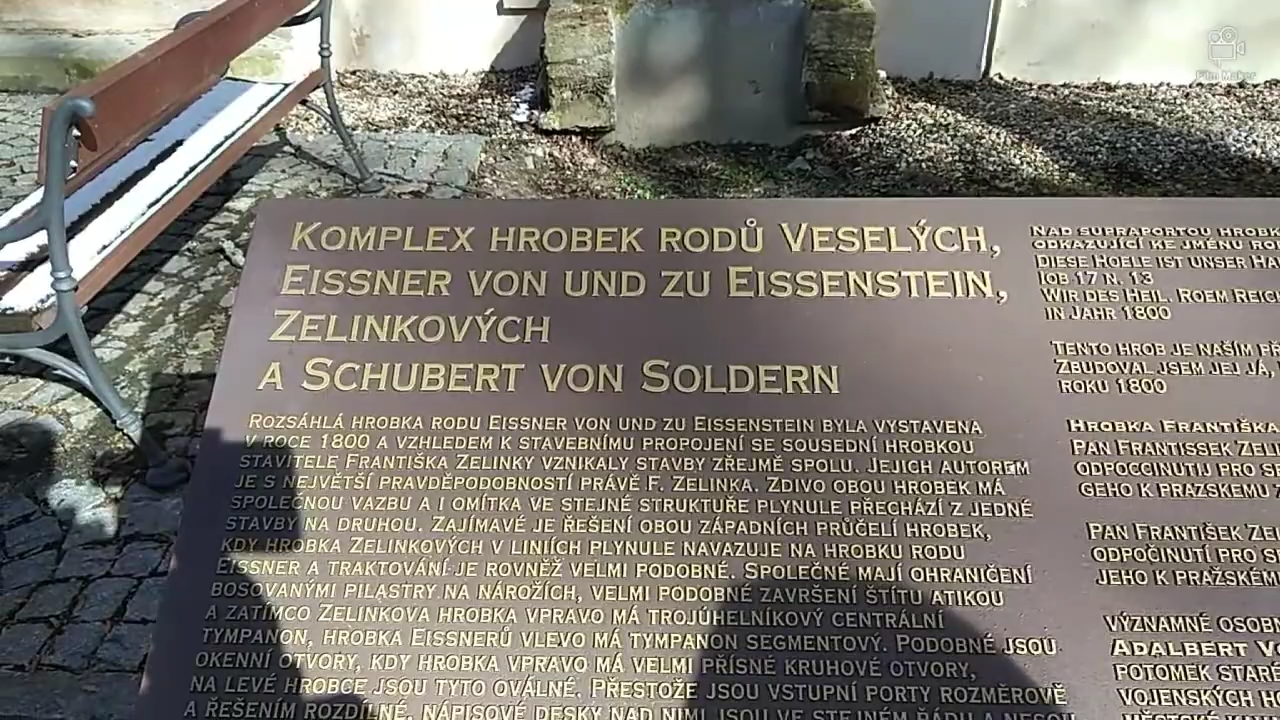 KOMPLEX HROBEK RODŮ VESELÝCH,
EISSNER VON UND ZU EISSENSTEIN,
ZELINKOVÝCH
A SCHUBERT VON SOLDERN
ROZSÁHLÁ HROBKA RODU EISSNER VON UND ZU EISSENSTEIN BYLA VYSTAVENA
V ROCE 1800 A VZHLEDEM K STAVEBNÍMU PROPOJENÍ SE SOUSEDNÍ HROBKOU
STAVITELE FRANTIŠKA ZELINKY VZNIKALY STAVBY ZŘEJMĚ SPOLU. JEJICH AUTOREM
JE S NEJVĚTŠÍ PRAVDĚPODOBNOSTÍ PRÁVĚ F. ZELINKA. ZDIVO OBOU HROBEK MÁ
SPOLEČNOU VAZBU A I OMÍTKA VE STEJNÉ STRUKTUŘE PLYNULE PŘECHÁZÍ Z JEDNÉ
STAVBY NA DRUHOU. ZAJÍMAVÉ JE ŘEŠENÍ OBOU ZÁPADNÍCH PRŮČELÍ HROBEK,
KDY HROBKA ZELINKOVÝCH V LINIÍCH PLYNULE NAVAZUJE NA HROBKU RODU
EISSNER A TRAKTOVÁNÍ JE ROVNĚŽ VELMI PODOBNÉ. SPOLEČNÉ MAJÍ OHRANIČENÍ
BOSOVANÝMI PILASTRY NA NÁROŽÍCH, VELMI PODOBNÉ ZAVRŠENÍ ŠTÍTU ATIKOU
A ZATÍMCO ZELINKOVA HROBKA VPRAVO MÁ TROJÚHELNÍKOVÝ CENTRÁLNÍ
TYMPANON, HROBKA EISSNERŮ VLEVO MÁ TYMPANON SEGMENTOVÝ. PODOBNÉ JSOU
OKENNÍ OTVORY, KDY HROBKA VPRAVO MÁ VELMI PŘÍSNÉ KRUHOVÉ OTVORY,
NA LEVÉ HROBCE JSOU TYTO OVÁLNÉ. PŘESTOŽE JSOU VSTUPNÍ PORTY ROZMĚROVĚ
A ŘEŠENÍM ROZDÍLNÉ, NÁPISOVÉ DESKY NAD NIMI JSOU VE STEJNÉM ŘÁDU A NESOU
NAD SUPRAPORTOU HROBK
ODKAZUJÍCÍ KE JMÉNU RO
DIESE HOELE IST UNSER HA
IOB 17 N. 13
WIR DES HEIL. ROEM REIC
IN JAHR 1800
TENTO HROB JE NAŠÍM PŘ
ZBUDOVAL JSEM JEJ JÁ,
ROKU 1800
HROBKA FRANTIŠKA
PAN FRANTISSEK ZELI
ODPOCCINUTIJ PRO S
GEHO K PRAZSKEMU
PAN FRANTIŠEK ZE
ODPOČINUTÍ PRO S
JEHO K PRAŽSKÉM
VÝZNAMNÉ OSOB
ADALBERT VO
POTOMEK STARÉ
VOJENSKÝCH H
Film Maker